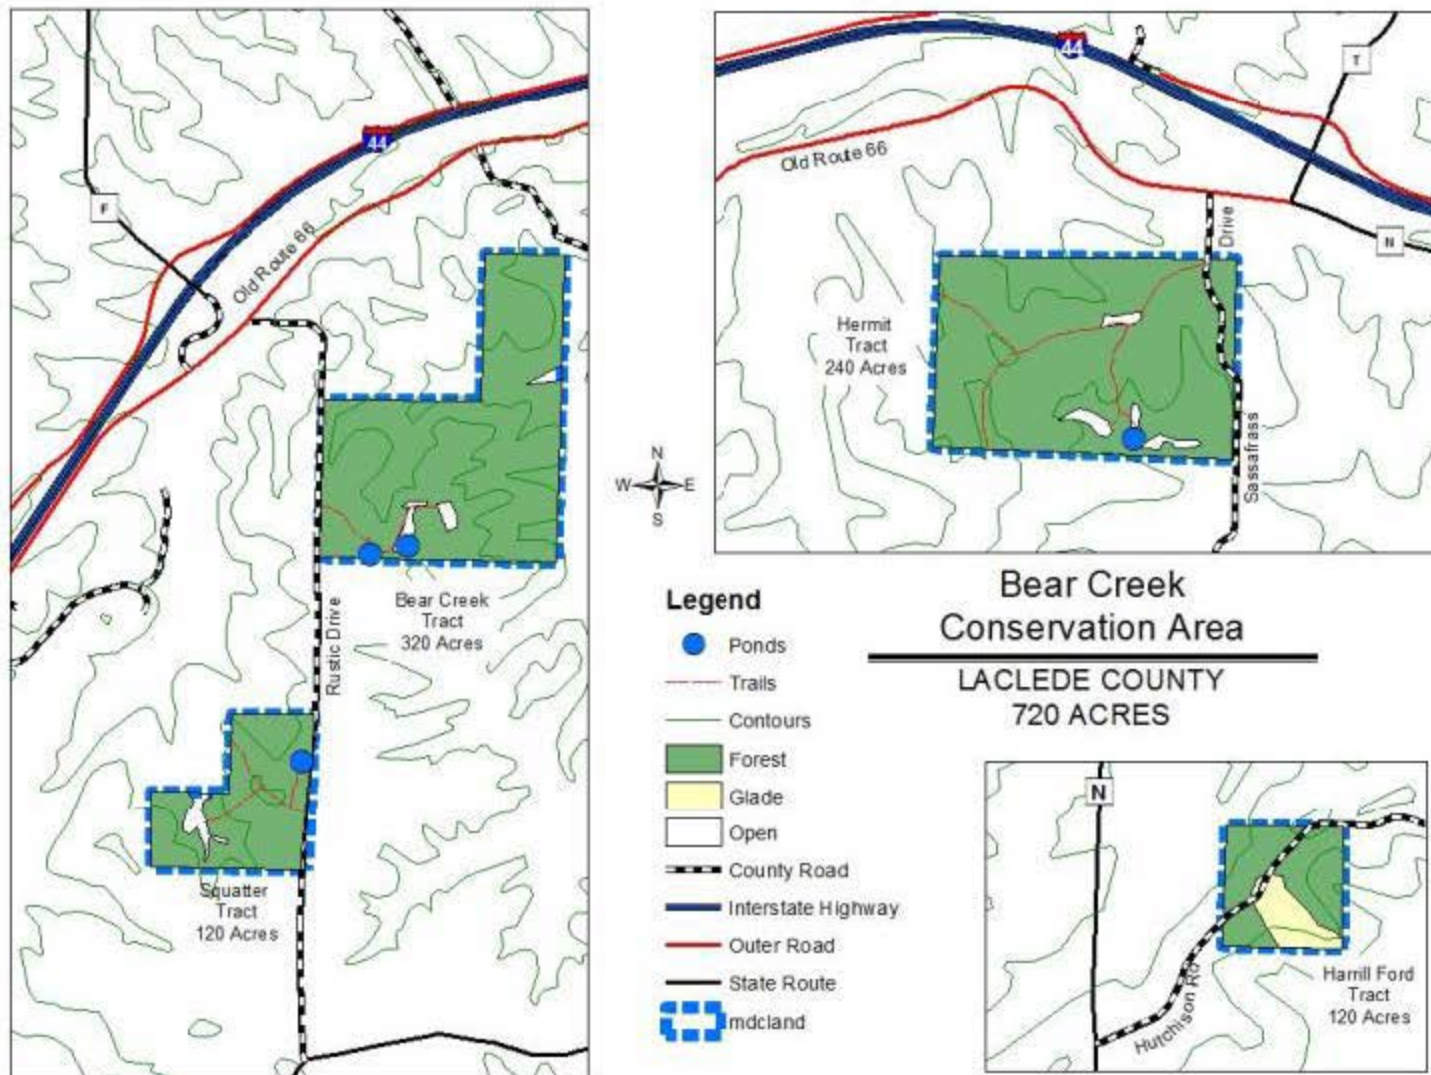 44
F
Old Route 66
Bear Creek
Tract
320 Acres
Rustic Drive
Squatter
Tract
120 Acres
N
W E
S
44
T
Old Route 66
N
Drive
Hermit
Tract
240 Acres
Sassafrass
Legend
Ponds
Trails
Contours
Forest
Glade
Open
County Road
Interstate Highway
Outer Road
State Route
mdcland
Bear Creek
Conservation Area
LACLEDE COUNTY
720 ACRES
N
Hutchison Rd
Harrill Ford
Tract
120 Acres